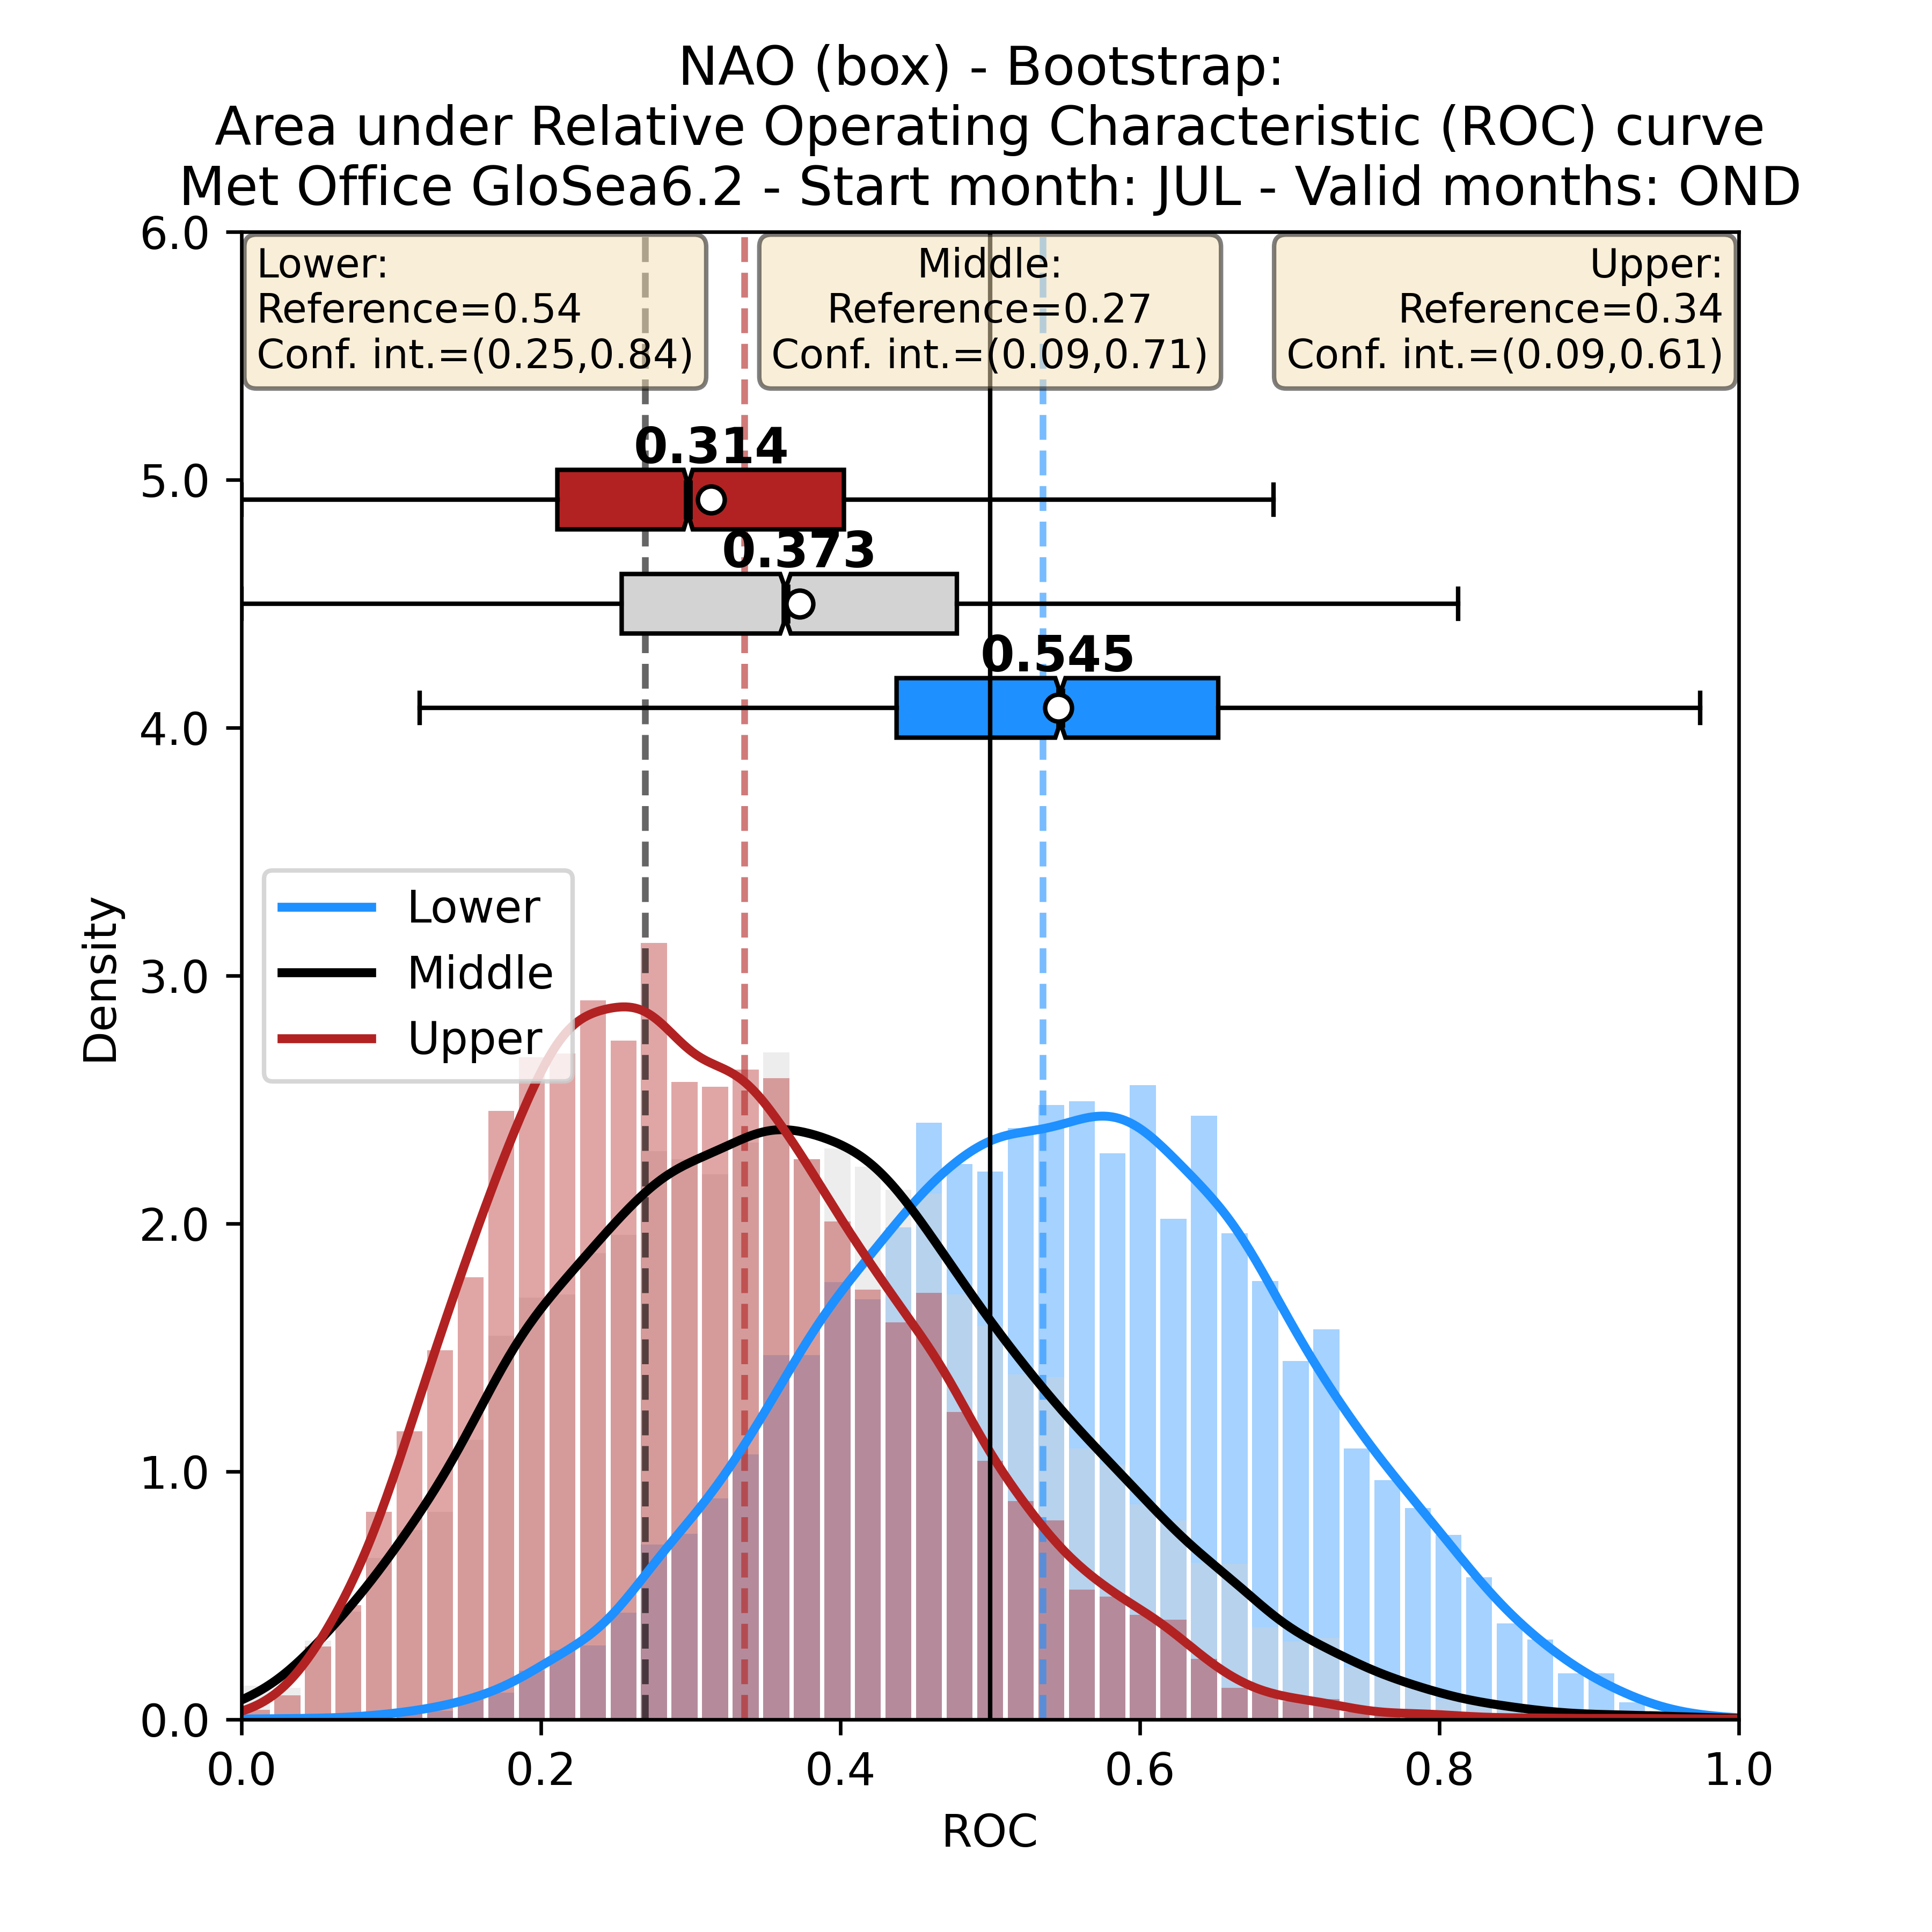 NAO (box) - Bootstrap:
Area under Relative Operating Characteristic (ROC) curve
Met Office GloSea6.2 - Start month: JUL - Valid months: OND
Lower:
Reference=0.54
Conf. int.=(0.25,0.84)
Middle:
Reference=0.27
Conf. int.=(0.09,0.71)
Upper:
Reference=0.34
Conf. int.=(0.09,0.61)
0.314
0.373
0.545
Lower
Middle
Upper
Density
6.0
5.0
4.0
3.0
2.0
1.0
0.0
0.0 0.2 0.4 0.6 0.8 1.0
ROC